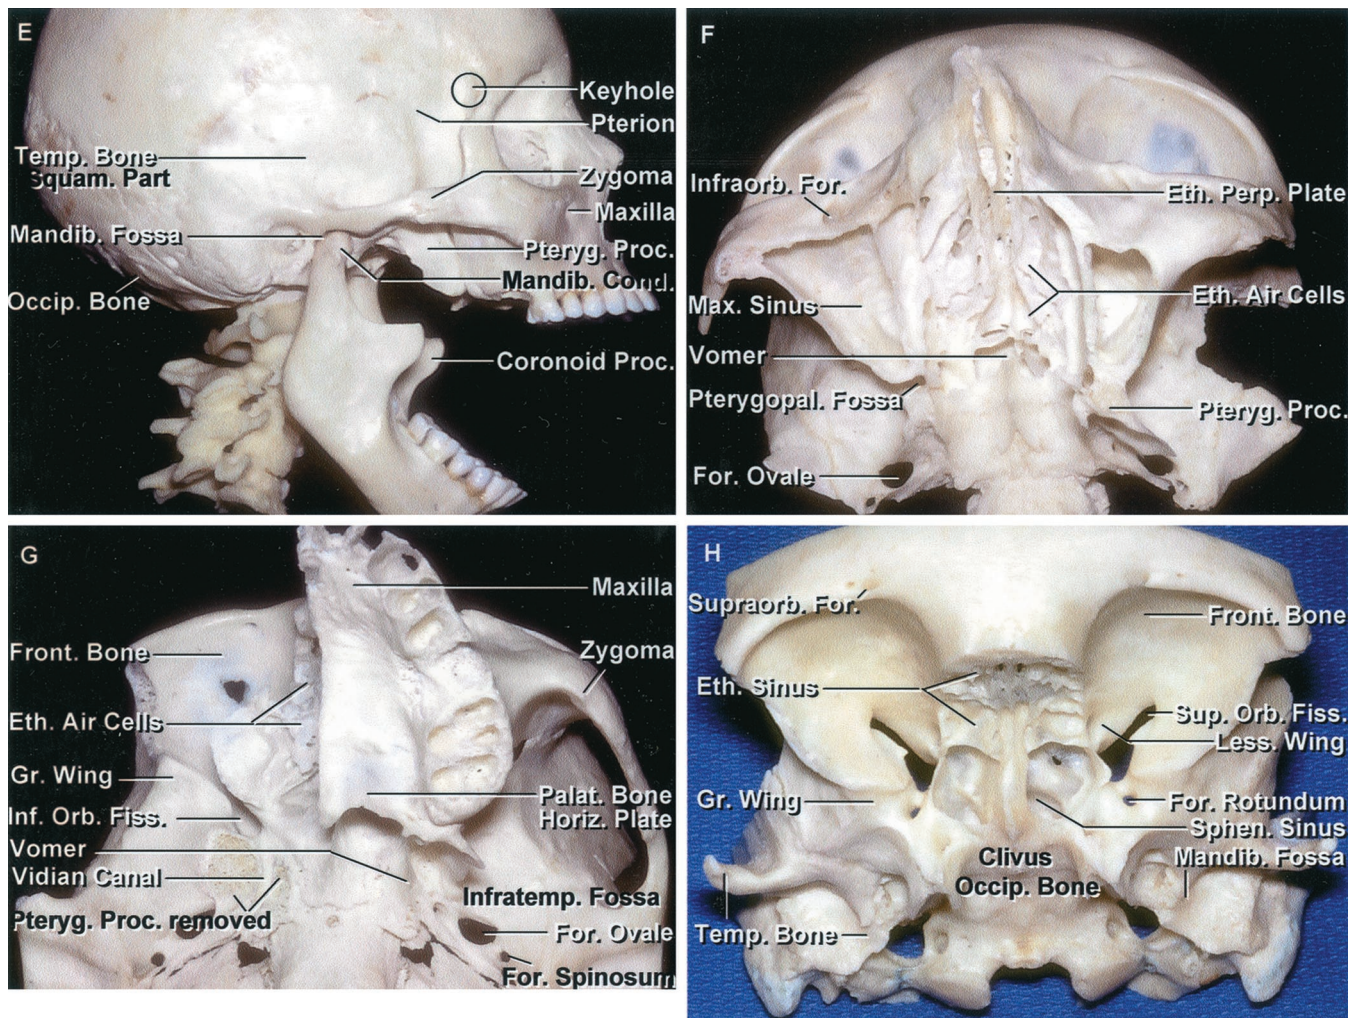 E
Keyhole
Pterion
Temp. Bone
Squam. Part
Zygoma
Maxilla
Mandib. Fossa
Pteryg. Proc.
Mandib. Cond.
Occip. Bone
Coronoid Proc.
F
Infraorb. For.
Eth. Perp. Plate
Eth. Air Cells
Max. Sinus
Vomer
Pterygopal. Fossa
Pteryg. Proc.
For. Ovale
G
Maxilla
Front. Bone
Zygoma
Eth. Air Cells
Gr. Wing
Palat. Bone
Horiz. Plate
Inf. Orb. Fiss.
Vomer
Vidian Canal
Infratemp. Fossa
Pteryg. Proc. removed
For. Ovale
For. Spinosum
H
Supraorb. For.
Front. Bone
Eth. Sinus
Sup. Orb. Fiss.
Less. Wing
Gr. Wing
For. Rotundum
Sphen. Sinus
Clivus
Occip. Bone
Mandib. Fossa
Temp. Bone